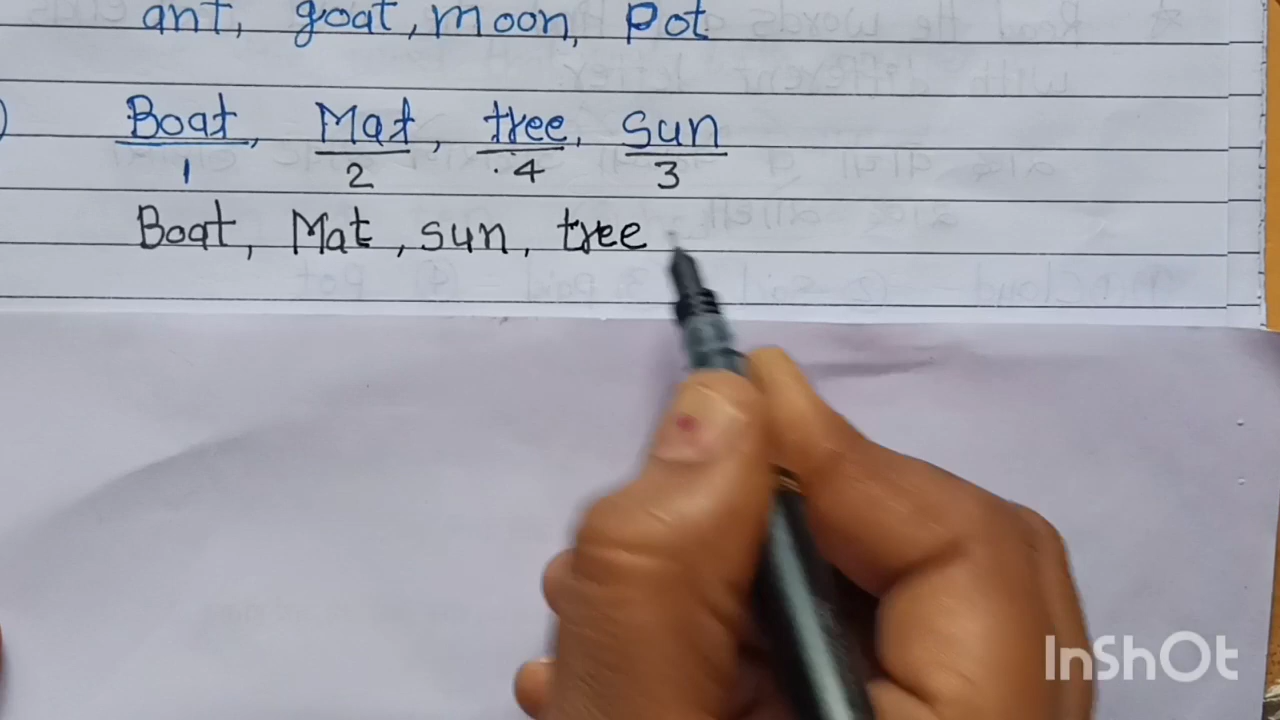 ant, goat, moon, pot
Boat, Mat, tree, sun
1 2 4 3
Boat, Mat, sun, tree
InShOt